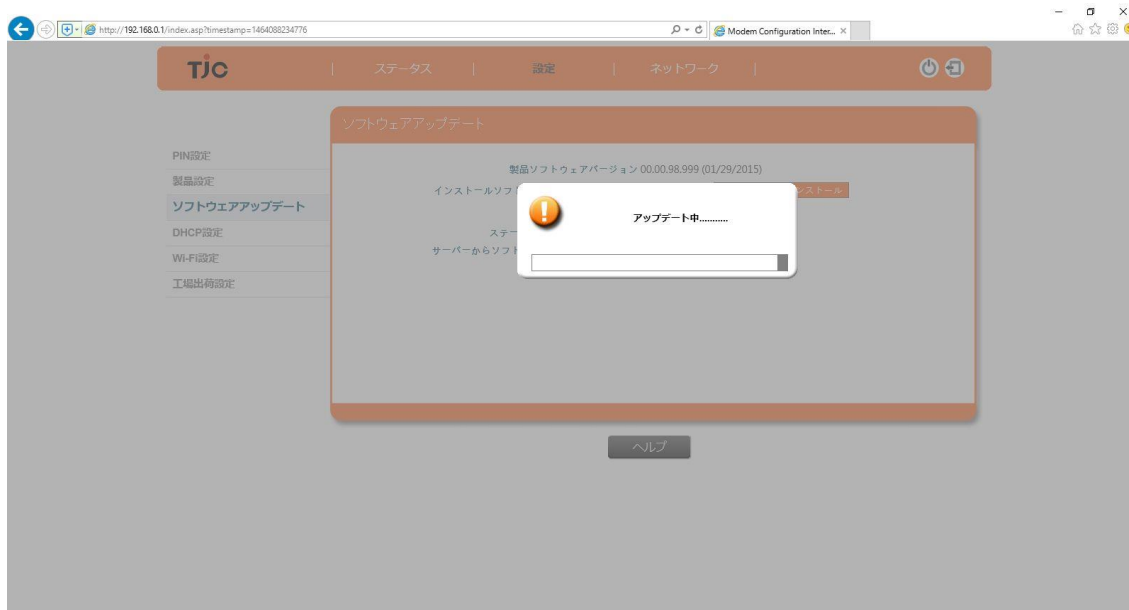 http://192.168.0.1/index.asp?timestamp=1464088234776
Modem Configuration Inter...
TJC
ステータス | 設定 | ネットワーク |
ソフトウェアアップデート
PIN設定
製品設定
ソフトウェアアップデート
DHCP設定
Wi-Fi設定
工場出荷設定
製品ソフトウェアバージョン 00.00.98.999 (01/29/2015)
インストールソフ
ンストール
ステー
サーバーからソフト
アップデート中...........
ヘルプ